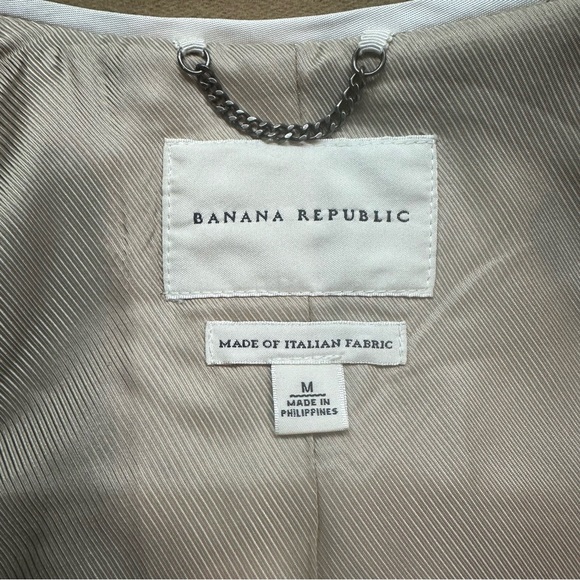 BANANA REPUBLIC
MADE OF ITALIAN FABRIC
M
MADE IN
PHILIPPINES